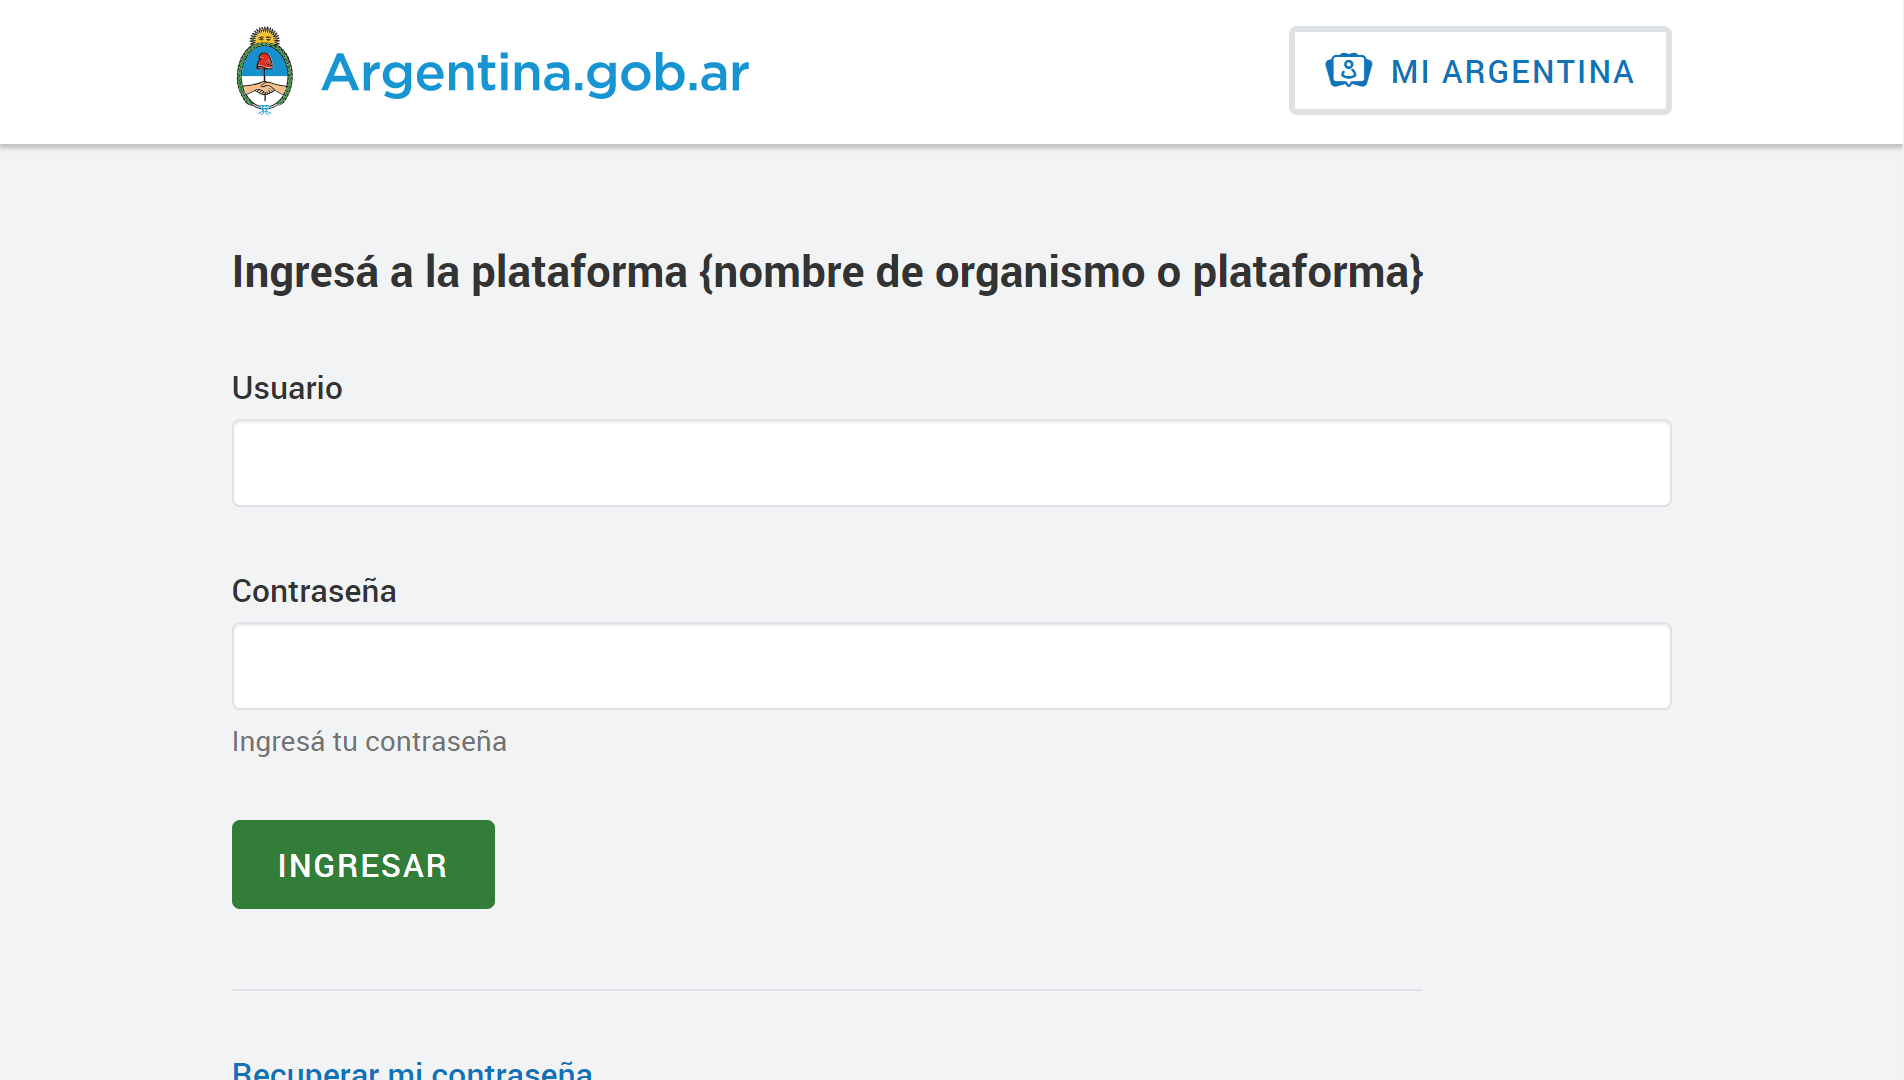 Argentina.gob.ar
MI ARGENTINA
Ingresá a la plataforma {nombre de organismo o plataforma}
Usuario
Contraseña
Ingresá tu contraseña
INGRESAR
Recuperar mi contraseña